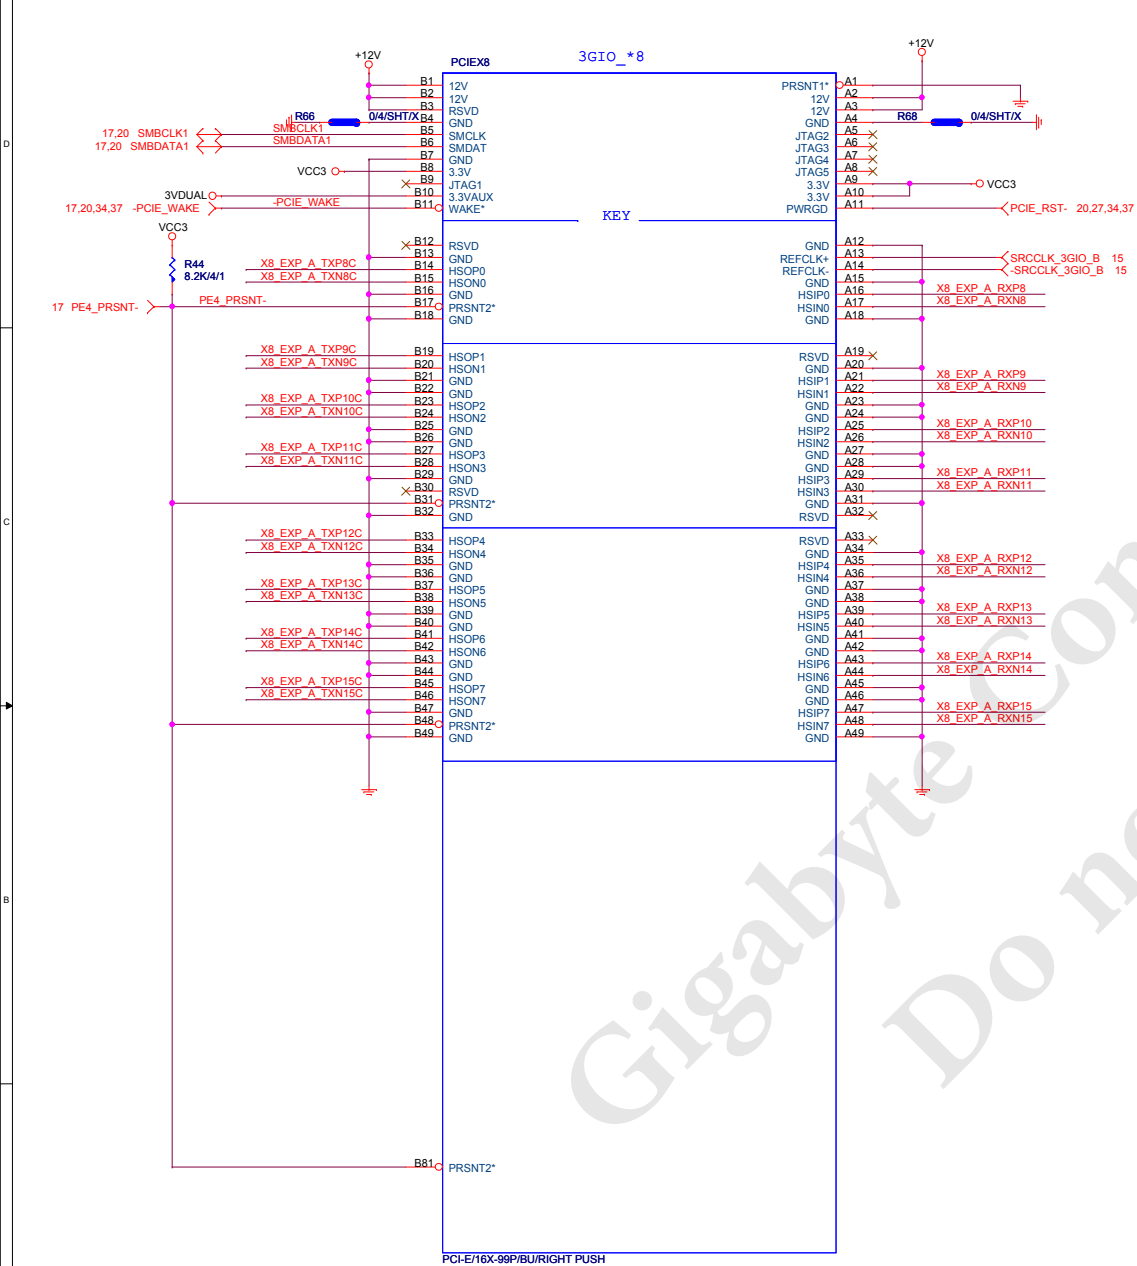 +12V
+12V
PCIEX8
3GIO_*8
B1 12V PRSNT1* A1
B2 12V 12V A2
B3 RSVD 12V A3
R66 0/4/SHT/X B4 GND GND A4 R68 0/4/SHT/X
17,20 SMBCLK1 SMBCLK1 B5 SMCLK JTAG2 A5
17,20 SMBDATA1 SMBDATA1 B6 SMDAT JTAG3 A6
B7 GND JTAG4 A7
VCC3 B8 3.3V JTAG5 A8
B9 JTAG1 3.3V A9 VCC3
3VDUAL B10 3.3VAUX 3.3V A10
17,20,34,37 -PCIE_WAKE -PCIE_WAKE B11 WAKE* PWRGD A11 PCIE_RST- 20,27,34,37
KEY
VCC3
B12 RSVD GND A12
B13 GND REFCLK+ A13 SRCCLK_3GIO_B 15
R44 X8_EXP_A_TXP8C B14 HSOP0 REFCLK- A14 -SRCCLK_3GIO_B 15
8.2K/4/1 X8_EXP_A_TXN8C B15 HSON0 GND A15
B16 GND HSIP0 A16 X8_EXP_A_RXP8
17 PE4_PRSNT- PE4_PRSNT- B17 PRSNT2* HSIN0 A17 X8_EXP_A_RXN8
B18 GND GND A18
X8_EXP_A_TXP9C B19 HSOP1 RSVD A19
X8_EXP_A_TXN9C B20 HSON1 GND A20
B21 GND HSIP1 A21 X8_EXP_A_RXP9
B22 GND HSIN1 A22 X8_EXP_A_RXN9
X8_EXP_A_TXP10C B23 HSOP2 GND A23
X8_EXP_A_TXN10C B24 HSON2 GND A24
B25 GND HSIP2 A25 X8_EXP_A_RXP10
B26 GND HSIN2 A26 X8_EXP_A_RXN10
X8_EXP_A_TXP11C B27 HSOP3 GND A27
X8_EXP_A_TXN11C B28 HSON3 GND A28
B29 GND HSIP3 A29 X8_EXP_A_RXP11
B30 RSVD HSIN3 A30 X8_EXP_A_RXN11
B31 PRSNT2* GND A31
B32 GND RSVD A32
X8_EXP_A_TXP12C B33 HSOP4 RSVD A33
X8_EXP_A_TXN12C B34 HSON4 GND A34
B35 GND HSIP4 A35 X8_EXP_A_RXP12
B36 GND HSIN4 A36 X8_EXP_A_RXN12
X8_EXP_A_TXP13C B37 HSOP5 GND A37
X8_EXP_A_TXN13C B38 HSON5 GND A38
B39 GND HSIP5 A39 X8_EXP_A_RXP13
B40 GND HSIN5 A40 X8_EXP_A_RXN13
X8_EXP_A_TXP14C B41 HSOP6 GND A41
X8_EXP_A_TXN14C B42 HSON6 GND A42
B43 GND HSIP6 A43 X8_EXP_A_RXP14
B44 GND HSIN6 A44 X8_EXP_A_RXN14
X8_EXP_A_TXP15C B45 HSOP7 GND A45
X8_EXP_A_TXN15C B46 HSON7 GND A46
B47 GND HSIP7 A47 X8_EXP_A_RXP15
B48 PRSNT2* HSIN7 A48 X8_EXP_A_RXN15
B49 GND GND A49
B81 PRSNT2*
PCI-E/16X-99P/BU/RIGHT PUSH
D
C
B
Gigabyte Con
Do no